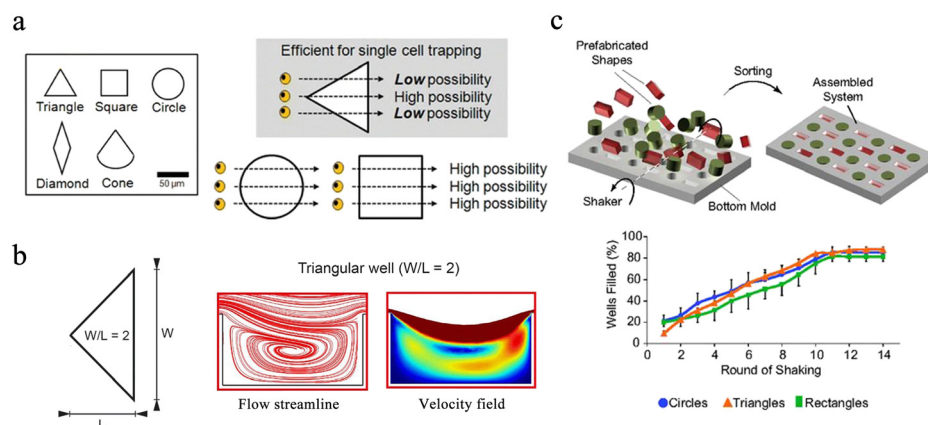 a
Triangle Square Circle
Diamond Cone
50 μm
Efficient for single cell trapping
Low possibility
High possibility
Low possibility
High possibility
High possibility
High possibility
b
W/L = 2
W
L
Triangular well (W/L = 2)
Flow streamline
Velocity field
c
Prefabricated
Shapes
Sorting
Assembled
System
Shaker
Bottom Mold
Wells Filled (%)
100
80
60
40
20
0
0 2 4 6 8 10 12 14
Round of Shaking
Circles Triangles Rectangles